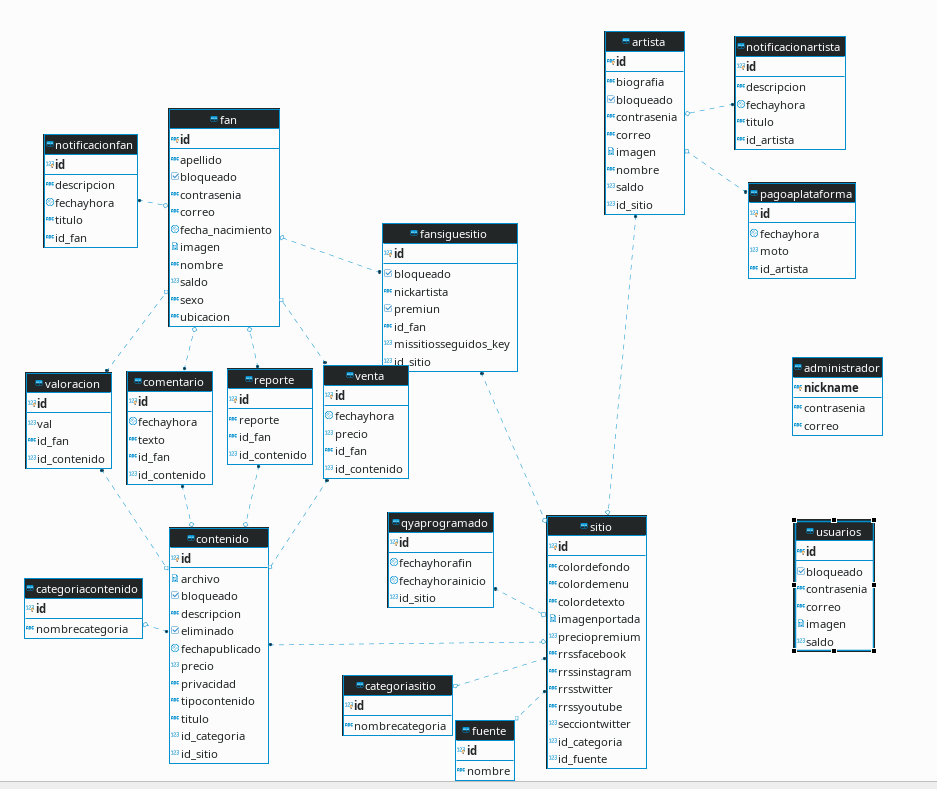 artista
id
biografia
bloqueado
contrasenia
correo
imagen
nombre
saldo
id_sitio
notificacionartista
id
descripcion
fechayhora
titulo
id_artista
fan
id
apellido
bloqueado
contrasenia
correo
fecha_nacimiento
imagen
nombre
saldo
sexo
ubicacion
notificacionfan
id
descripcion
fechayhora
titulo
id_fan
pagoaplataforma
id
fechayhora
moto
id_artista
fansiguesitio
id
bloqueado
nickartista
premiun
id_fan
missitiosseguidos_key
id_sitio
administrador
nickname
contrasenia
correo
valoracion
id
val
id_fan
id_contenido
comentario
id
fechayhora
texto
id_fan
id_contenido
reporte
id
reporte
id_fan
id_contenido
venta
id
fechayhora
precio
id_fan
id_contenido
qyaprogramado
id
fechayhorafin
fechayhorainicio
id_sitio
sitio
id
colordefondo
colordemenu
colordetexto
imagenportada
preciopremium
rrssfacebook
rrssinstagram
rrsstwitter
rrssyoutube
secciontwitter
id_categoria
id_fuente
usuarios
id
bloqueado
contrasenia
correo
imagen
saldo
contenido
id
archivo
bloqueado
descripcion
eliminado
fechapublicado
precio
privacidad
tipocontenido
titulo
id_categoria
id_sitio
categoriacontenido
id
nombrecategoria
categoriasitio
id
nombrecategoria
fuente
id
nombre